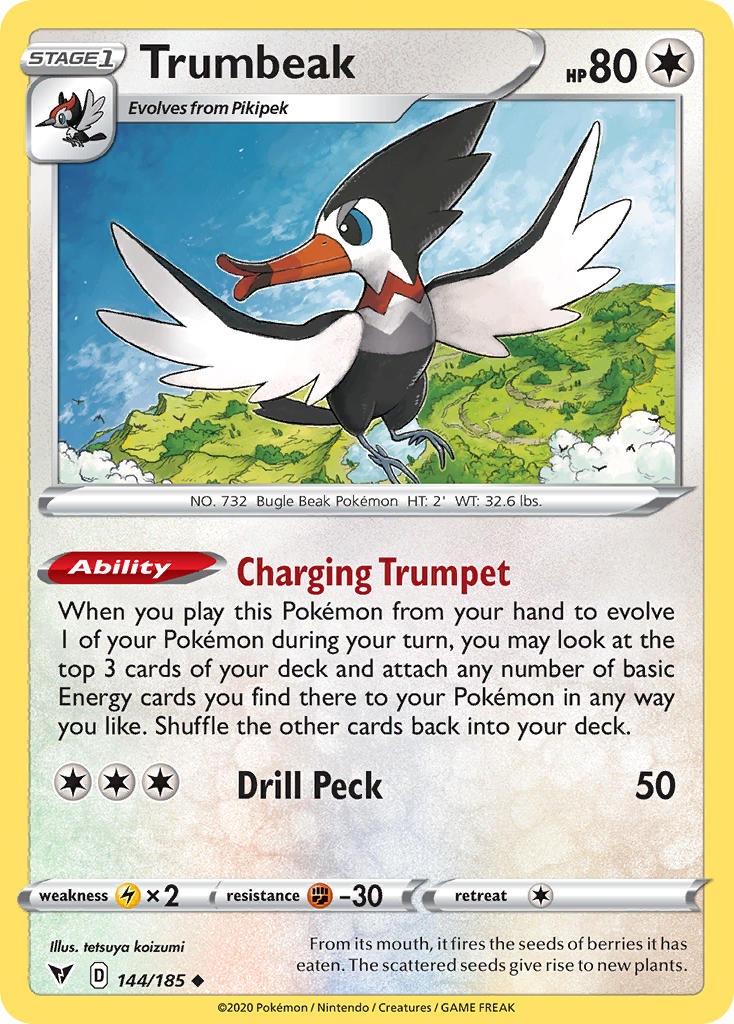 STAGE 1
Trumbeak
HP 80
Evolves from Pikipek
NO. 732 Bugle Beak Pokémon HT: 2' WT: 32.6 lbs.
Ability Charging Trumpet
When you play this Pokémon from your hand to evolve
1 of your Pokémon during your turn, you may look at the
top 3 cards of your deck and attach any number of basic
Energy cards you find there to your Pokémon in any way
you like. Shuffle the other cards back into your deck.
Drill Peck 50
weakness ×2 resistance -30 retreat
Illus. tetsuya koizumi
From its mouth, it fires the seeds of berries it has
eaten. The scattered seeds give rise to new plants.
D 144/185
©2020 Pokémon / Nintendo / Creatures / GAME FREAK